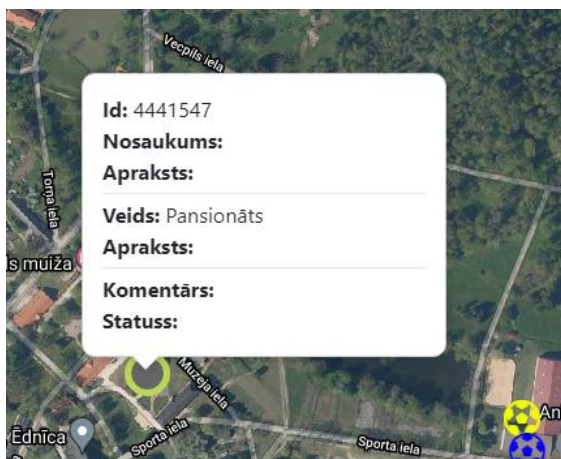 Vecpils iela
Id: 4441547
Nosaukums:
Apraksts:
Veids: Pansionāts
Apraksts:
Komentārs:
Statuss:
Torņa iela
s muiža
Muzeja iela
Ēdnīca
Sporta iela
Sporta iela
An